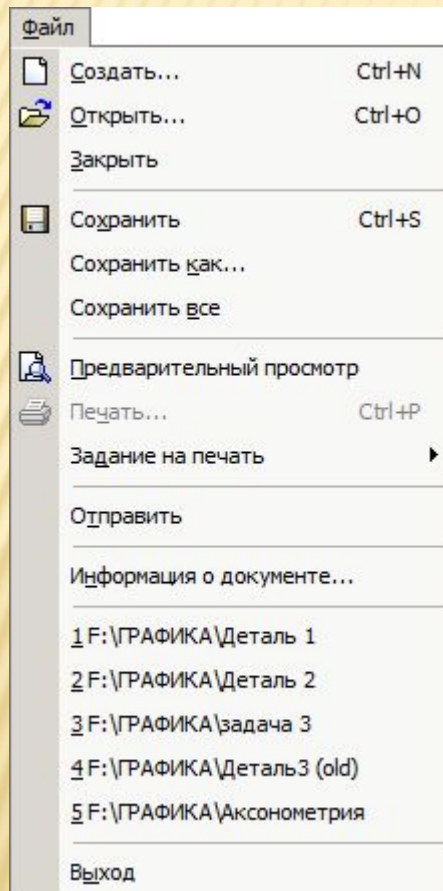 Файл
Создать... Ctrl+N
Открыть... Ctrl+O
Закрыть
Сохранить Ctrl+S
Сохранить как...
Сохранить все
Предварительный просмотр
Печать... Ctrl+P
Задание на печать
Отправить
Информация о документе...
1 F:\ГРАФИКА\Деталь 1
2 F:\ГРАФИКА\Деталь 2
3 F:\ГРАФИКА\задача 3
4 F:\ГРАФИКА\Деталь3 (old)
5 F:\ГРАФИКА\Аксонометрия
Выход